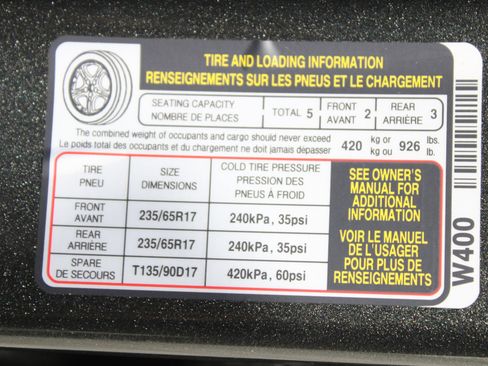 TIRE AND LOADING INFORMATION
RENSEIGNEMENTS SUR LES PNEUS ET LE CHARGEMENT
SEATING CAPACITY
NOMBRE DE PLACES
TOTAL 5
FRONT
AVANT 2
REAR
ARRIÈRE 3
The combined weight of occupants and cargo should never exceed
Le poids total des occupants et du chargement ne doit jamais dépasser
420 kg or
kg ou 926 lbs.
lb.
TIRE
PNEU
SIZE
DIMENSIONS
COLD TIRE PRESSURE
PRESSION DES
PNEUS À FROID
FRONT
AVANT
235/65R17
240kPa, 35psi
REAR
ARRIÈRE
235/65R17
240kPa, 35psi
SPARE
DE SECOURS
T135/90D17
420kPa, 60psi
SEE OWNER'S
MANUAL FOR
ADDITIONAL
INFORMATION
VOIR LE MANUEL
DE L'USAGER
POUR PLUS DE
RENSEIGNEMENTS
W400